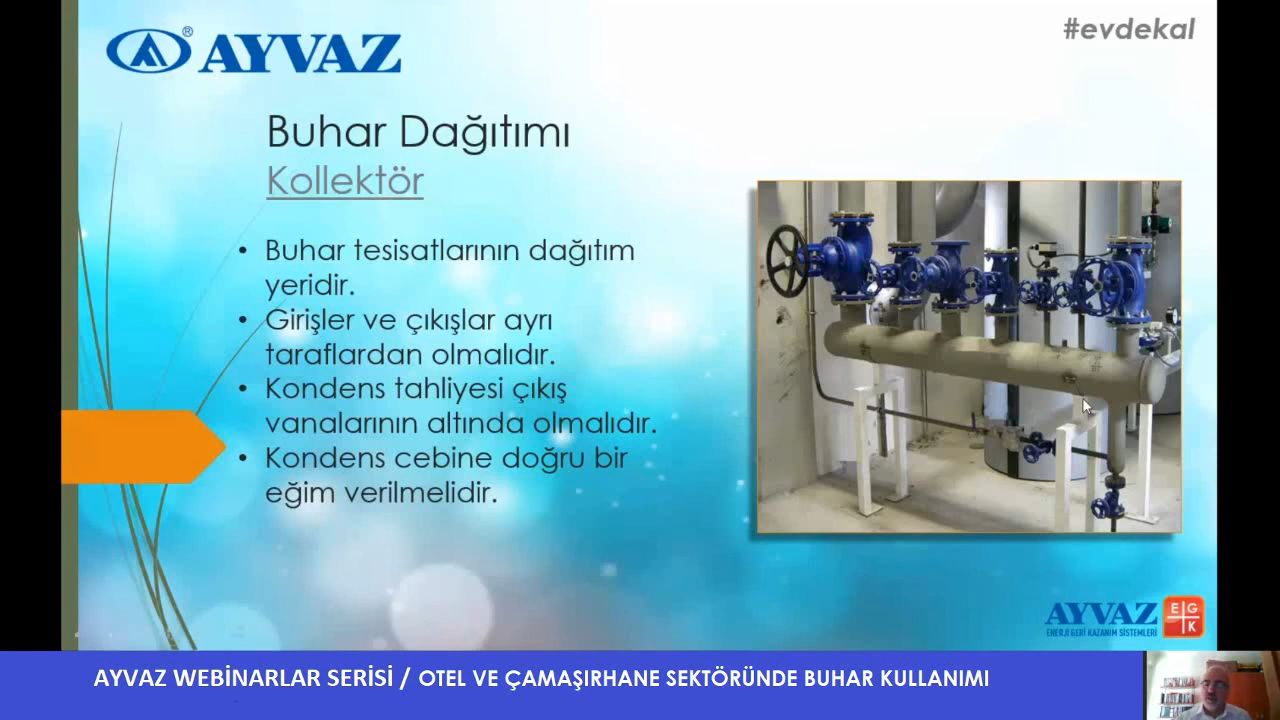 AYVAZ
#evdekal
Buhar Dağıtımı
Kollektör
• Buhar tesisatlarının dağıtım
yeridir.
• Girişler ve çıkışlar ayrı
taraflardan olmalıdır.
• Kondens tahliyesi çıkış
vanalarının altında olmalıdır.
• Kondens cebine doğru bir
eğim verilmelidir.
AYVAZ
ENERJİ GERİ KAZANIM SİSTEMLERİ
E G
K
AYVAZ WEBİNARLAR SERİSİ / OTEL VE ÇAMAŞIRHANE SEKTÖRÜNDE BUHAR KULLANIMI